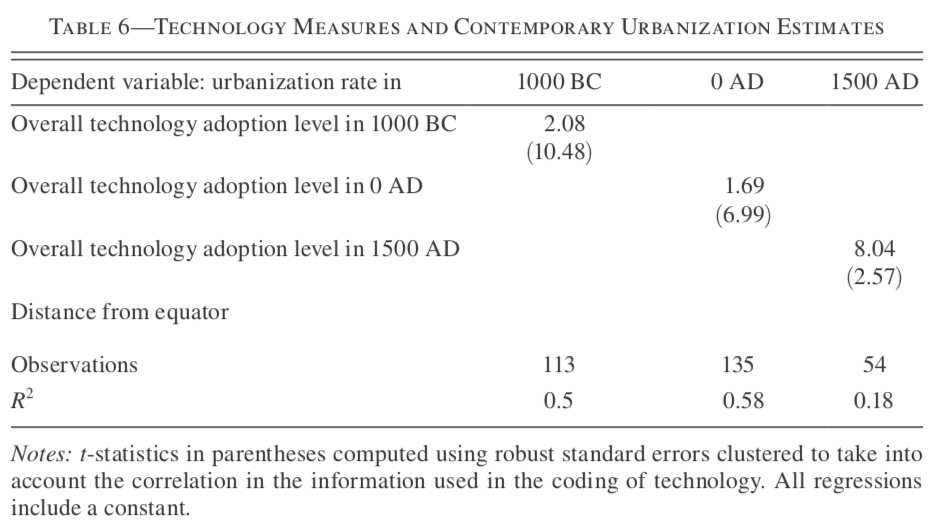 TABLE 6—TECHNOLOGY MEASURES AND CONTEMPORARY URBANIZATION ESTIMATES
Dependent variable: urbanization rate in 1000 BC 0 AD 1500 AD
Overall technology adoption level in 1000 BC 2.08
(10.48)
Overall technology adoption level in 0 AD 1.69
(6.99)
Overall technology adoption level in 1500 AD 8.04
(2.57)
Distance from equator
Observations 113 135 54
R² 0.5 0.58 0.18
Notes: t-statistics in parentheses computed using robust standard errors clustered to take into
account the correlation in the information used in the coding of technology. All regressions
include a constant.